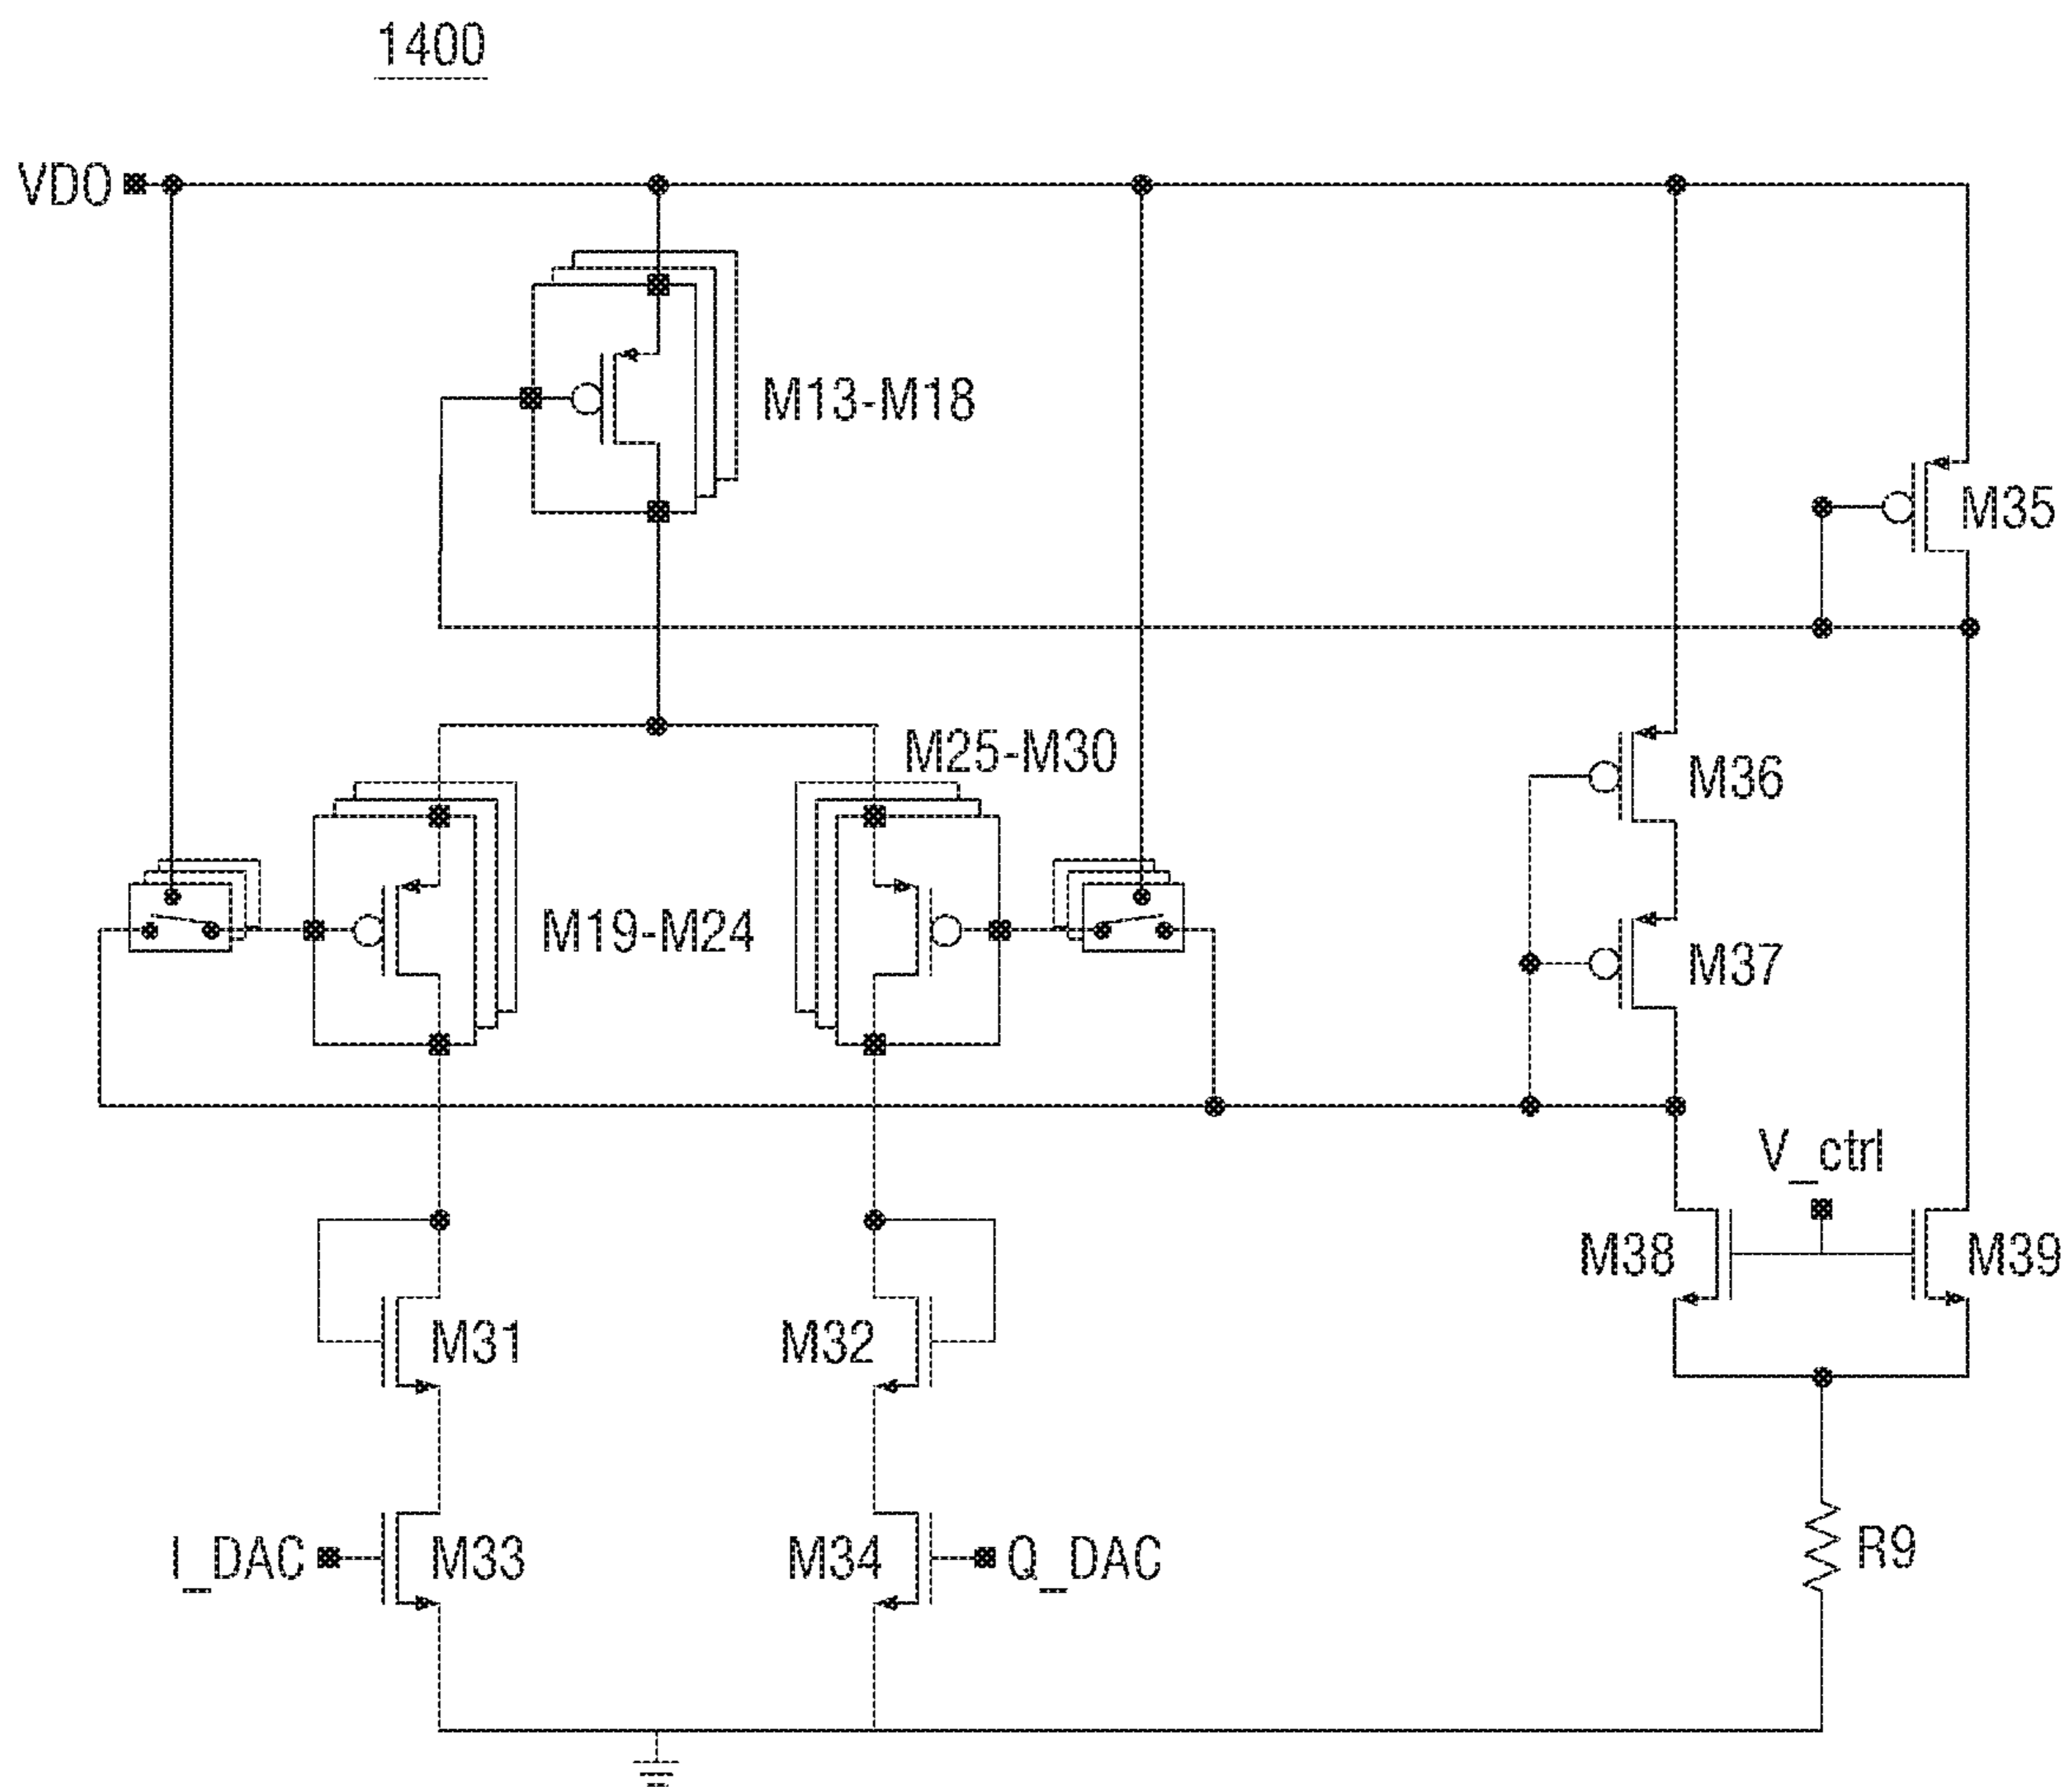 1400
VDO
M13-M18
M35
M25-M30
M36
M19-M24
M37
V_ctrl
M38
M39
M31
M32
I_DAC
M33
M34
Q_DAC
R9